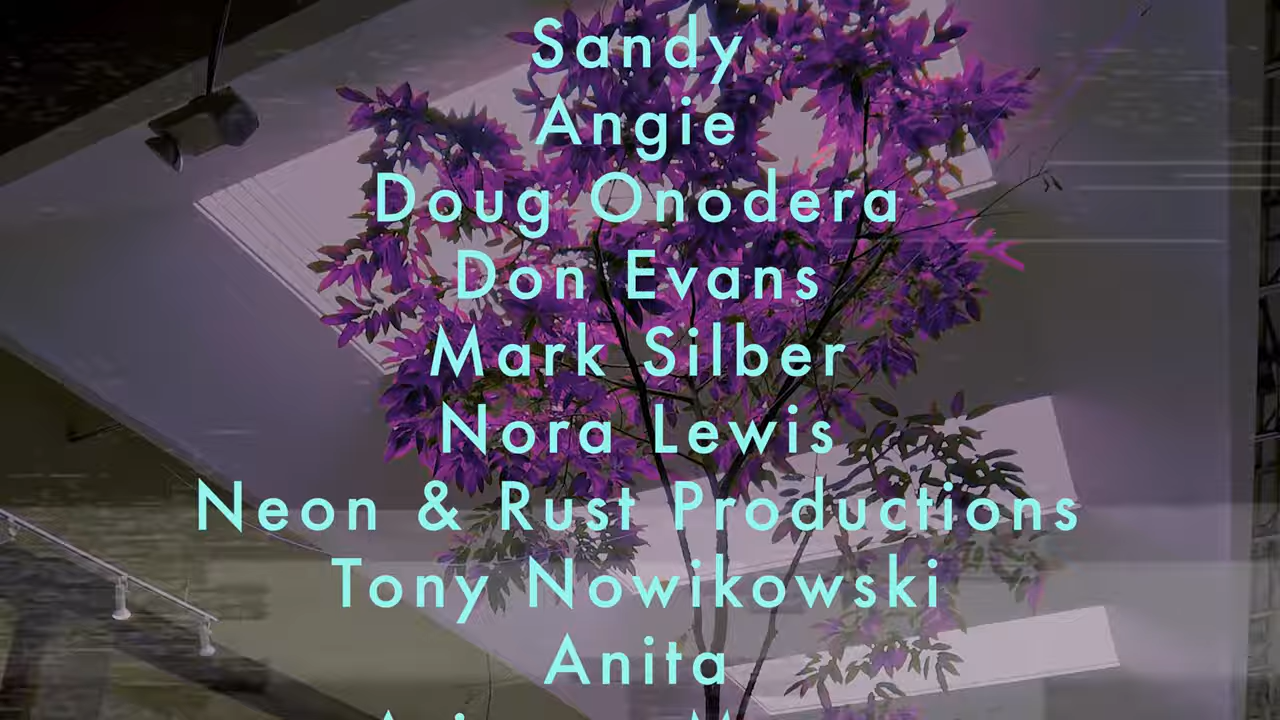 Sandy
Angie
Doug Onodera
Don Evans
Mark Silber
Nora Lewis
Neon & Rust Productions
Tony Nowikowski
Anita